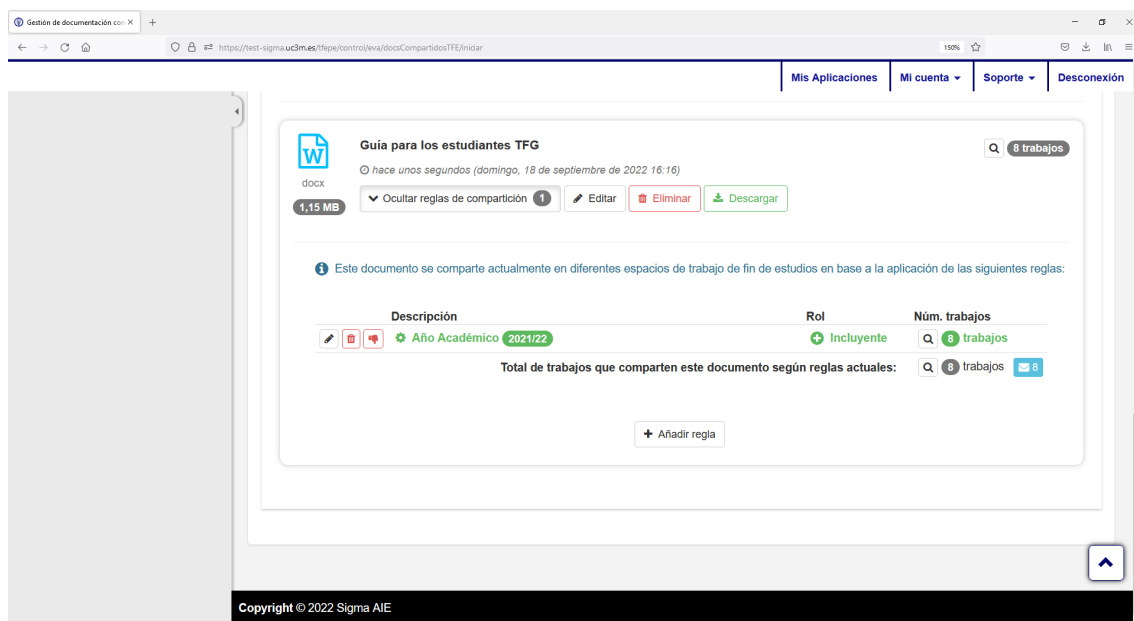 Gestión de documentación con
https://test-sigma.uc3m.es/tfepe/control/eva/docsCompartidosTFE/iniciar
150%
Mis Aplicaciones
Mi cuenta
Soporte
Desconexión
W
docx
1,15 MB
Guía para los estudiantes TFG
8 trabajos
hace unos segundos (domingo, 18 de septiembre de 2022 16:16)
Ocultar reglas de compartición 1
Editar
Eliminar
Descargar
Este documento se comparte actualmente en diferentes espacios de trabajo de fin de estudios en base a la aplicación de las siguientes reglas:
Descripción Rol Núm. trabajos
Año Académico 2021/22 Incluyente 8 trabajos
Total de trabajos que comparten este documento según reglas actuales: 8 trabajos 8
Añadir regla
Copyright © 2022 Sigma AIE